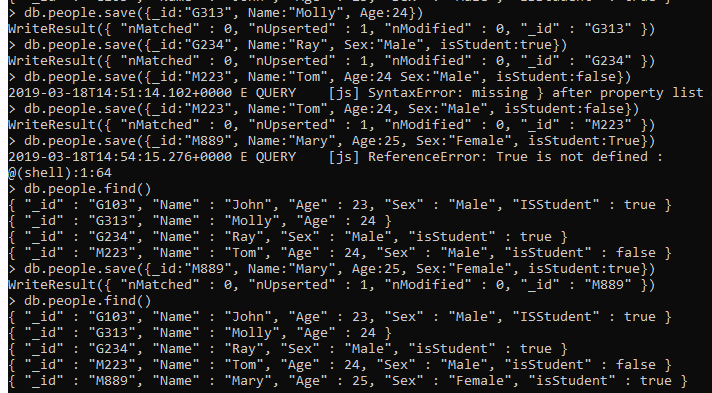 > db.people.save({_id:"G313", Name:"Molly", Age:24})
WriteResult({ "nMatched" : 0, "nUpserted" : 1, "nModified" : 0, "_id" : "G313" })
> db.people.save({_id:"G234", Name:"Ray", Sex:"Male", isStudent:true})
WriteResult({ "nMatched" : 0, "nUpserted" : 1, "nModified" : 0, "_id" : "G234" })
> db.people.save({_id:"M223", Name:"Tom", Age:24 Sex:"Male", isStudent:false})
2019-03-18T14:51:14.102+0000 E QUERY    [js] SyntaxError: missing } after property list
> db.people.save({_id:"M223", Name:"Tom", Age:24, Sex:"Male", isStudent:false})
WriteResult({ "nMatched" : 0, "nUpserted" : 1, "nModified" : 0, "_id" : "M223" })
> db.people.save({_id:"M889", Name:"Mary", Age:25, Sex:"Female", isStudent:True})
2019-03-18T14:54:15.276+0000 E QUERY    [js] ReferenceError: True is not defined :
@(shell):1:64
> db.people.find()
{ "_id" : "G103", "Name" : "John", "Age" : 23, "Sex" : "Male", "ISStudent" : true }
{ "_id" : "G313", "Name" : "Molly", "Age" : 24 }
{ "_id" : "G234", "Name" : "Ray", "Sex" : "Male", "isStudent" : true }
{ "_id" : "M223", "Name" : "Tom", "Age" : 24, "Sex" : "Male", "isStudent" : false }
> db.people.save({_id:"M889", Name:"Mary", Age:25, Sex:"Female", isStudent:true})
WriteResult({ "nMatched" : 0, "nUpserted" : 1, "nModified" : 0, "_id" : "M889" })
> db.people.find()
{ "_id" : "G103", "Name" : "John", "Age" : 23, "Sex" : "Male", "ISStudent" : true }
{ "_id" : "G313", "Name" : "Molly", "Age" : 24 }
{ "_id" : "G234", "Name" : "Ray", "Sex" : "Male", "isStudent" : true }
{ "_id" : "M223", "Name" : "Tom", "Age" : 24, "Sex" : "Male", "isStudent" : false }
{ "_id" : "M889", "Name" : "Mary", "Age" : 25, "Sex" : "Female", "isStudent" : true }